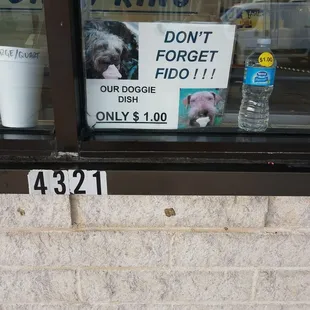 DON'T
FORGET
FIDO!!!
OUR DOGGIE
DISH
ONLY $ 1.00
$1.00
4321